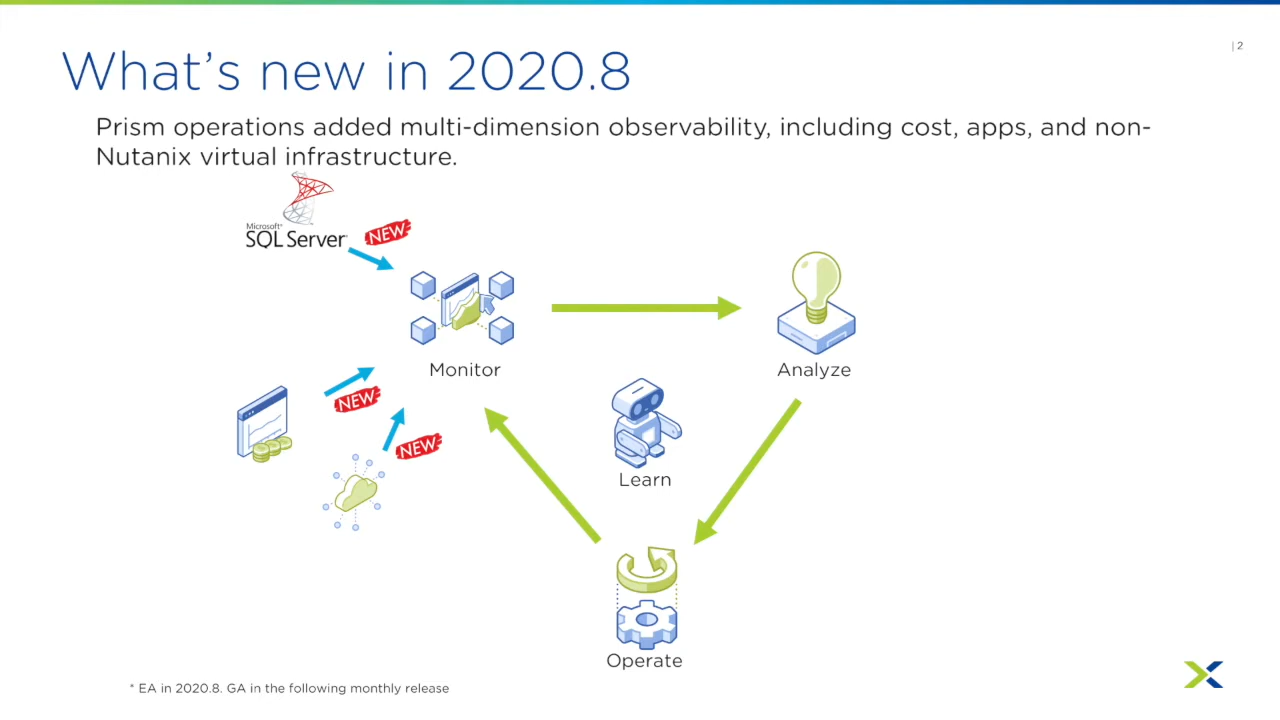 | 2
What's new in 2020.8
Prism operations added multi-dimension observability, including cost, apps, and non-
Nutanix virtual infrastructure.
Microsoft®
SQL Server®
NEW
Monitor
Analyze
NEW
NEW
Learn
Operate
* EA in 2020.8. GA in the following monthly release